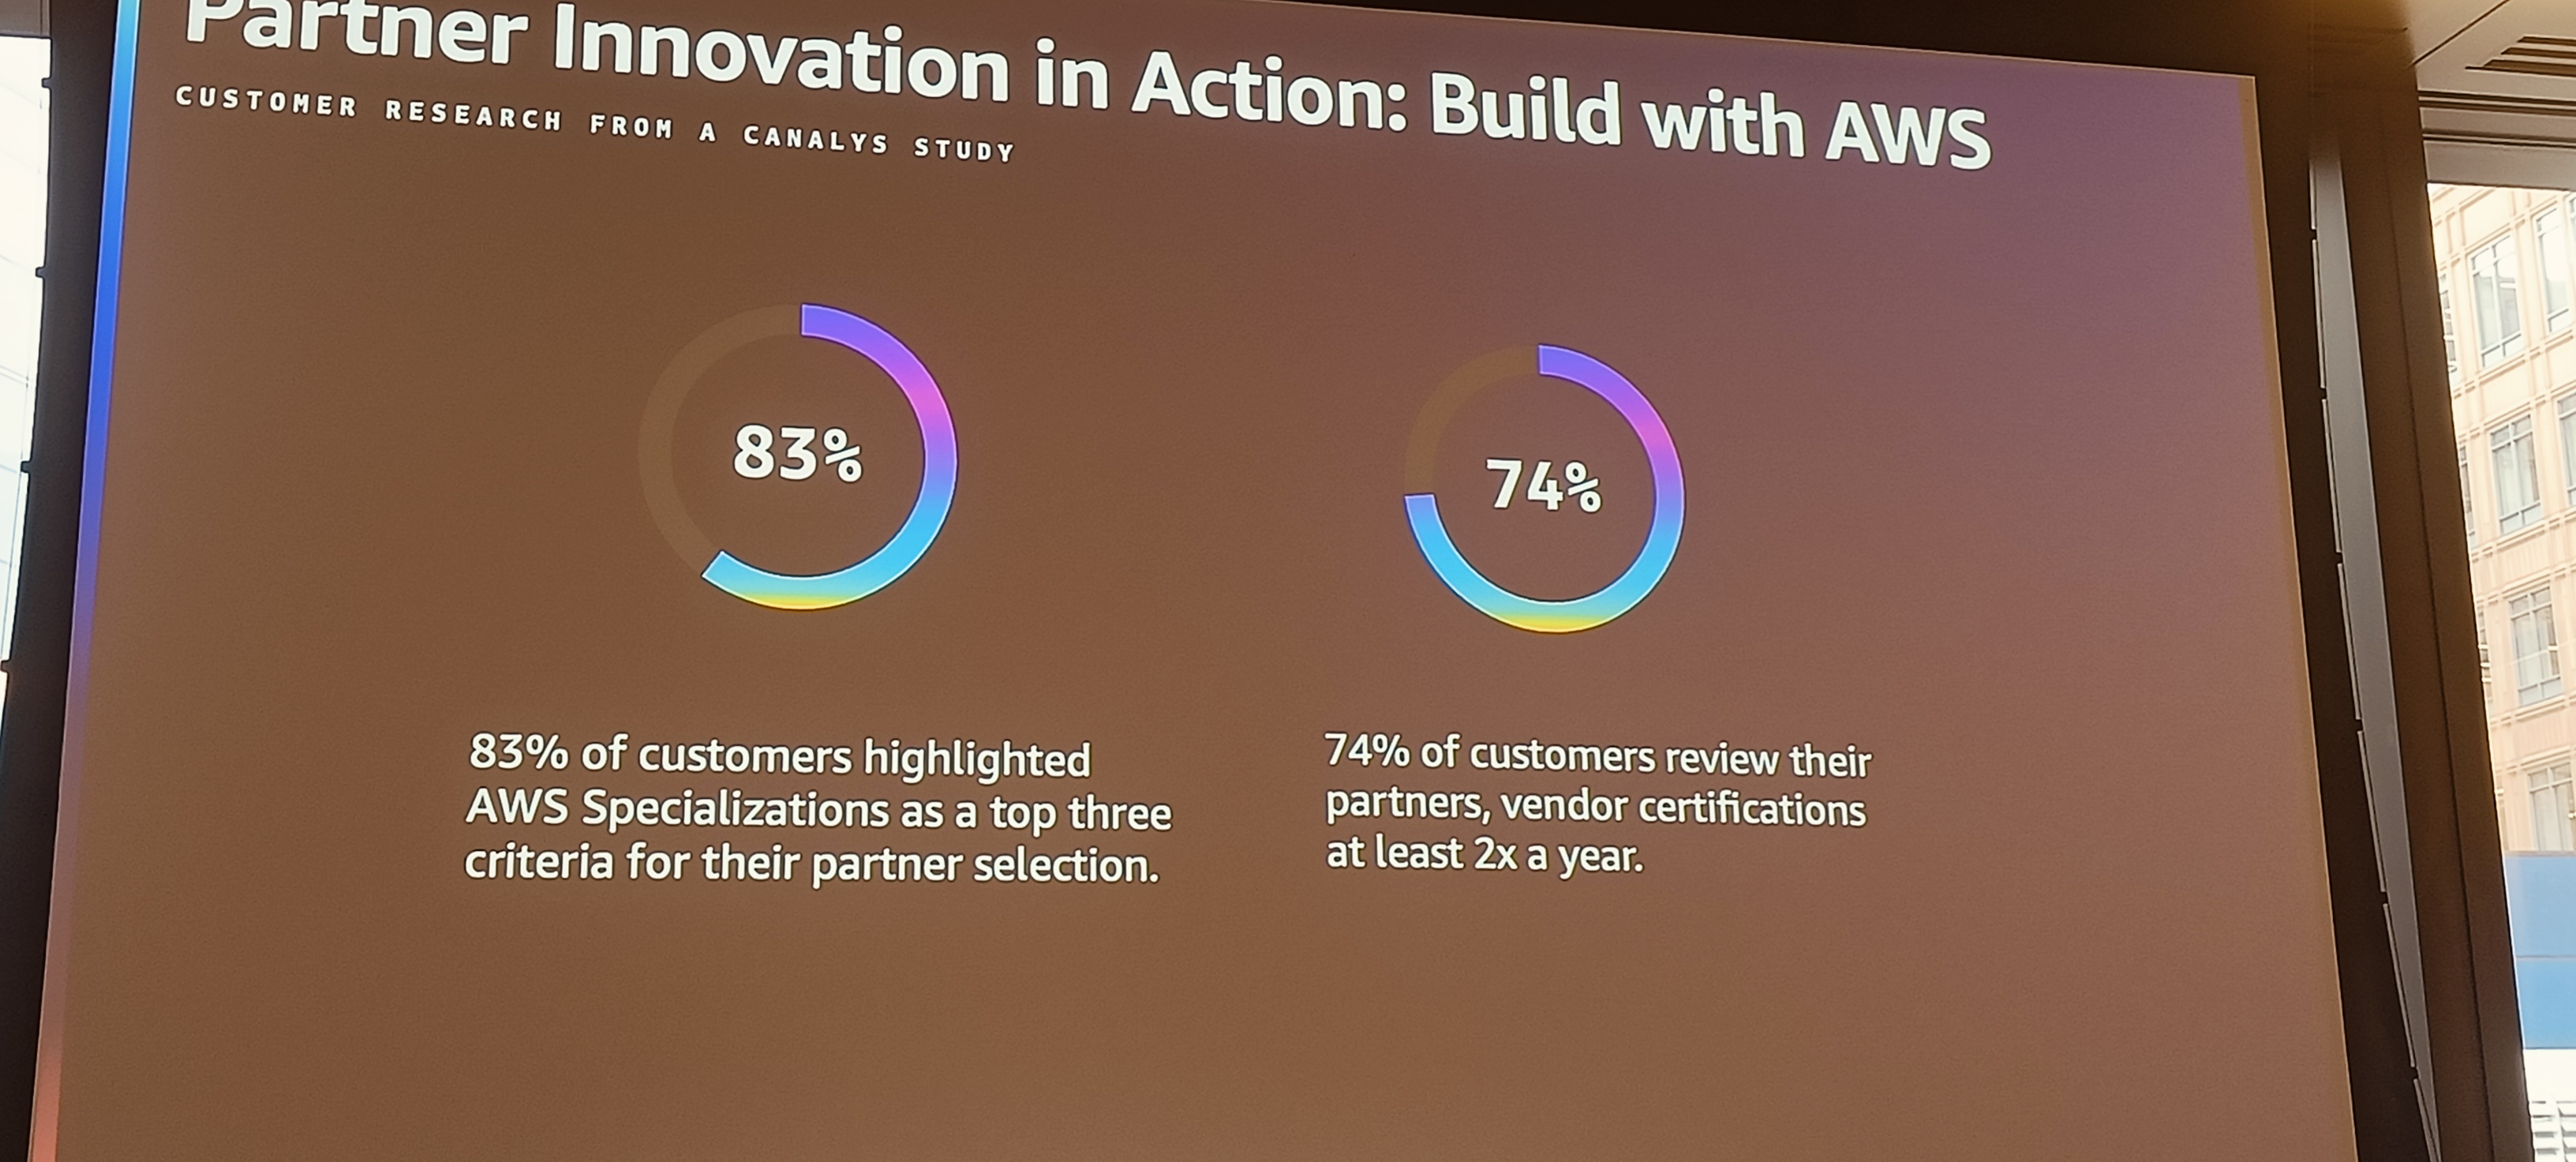 Partner Innovation in Action: Build with AWS
CUSTOMER RESEARCH FROM A CANALYS STUDY
83%
74%
83% of customers highlighted
AWS Specializations as a top three
criteria for their partner selection.
74% of customers review their
partners, vendor certifications
at least 2x a year.